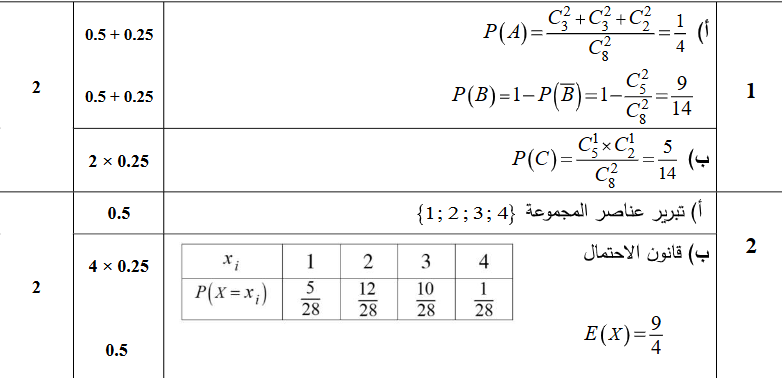 1
أ) P(A) = (C_3^2 + C_3^2 + C_2^2) / C_8^2 = 1/4
0.5 + 0.25
2
P(B) = 1 − P(B̅) = 1 − C_5^2 / C_8^2 = 9/14
0.5 + 0.25
ب) P(C) = (C_5^1 × C_2^1) / C_8^2 = 5/14
2 × 0.25
2
أ) تبرير عناصر المجموعة {1; 2; 3; 4}
0.5
2
ب) قانون الاحتمال
4 × 0.25
x_i 1 2 3 4
P(X = x_i) 5/28 12/28 10/28 1/28
E(X) = 9/4
0.5